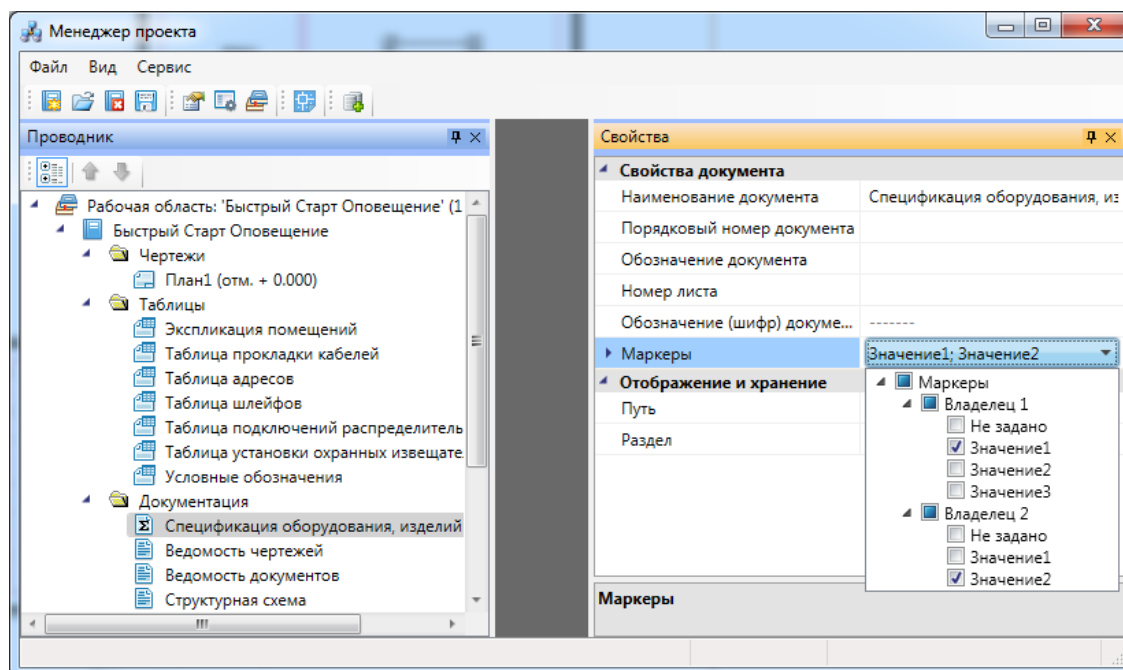 Менеджер проекта
Файл Вид Сервис
Проводник
Рабочая область: 'Быстрый Старт Оповещение' (1
Быстрый Старт Оповещение
Чертежи
План1 (отм. + 0.000)
Таблицы
Экспликация помещений
Таблица прокладки кабелей
Таблица адресов
Таблица шлейфов
Таблица подключений распределитель
Таблица установки охранных извещате
Условные обозначения
Документация
Спецификация оборудования, изделий
Ведомость чертежей
Ведомость документов
Структурная схема
Свойства
Свойства документа
Наименование документа Спецификация оборудования, из
Порядковый номер документа
Обозначение документа
Номер листа
Обозначение (шифр) докуме... -------
Маркеры Значение1; Значение2
Отображение и хранение
Путь
Раздел
Маркеры
Владелец 1
Не задано
Значение1
Значение2
Значение3
Владелец 2
Не задано
Значение1
Значение2
Маркеры